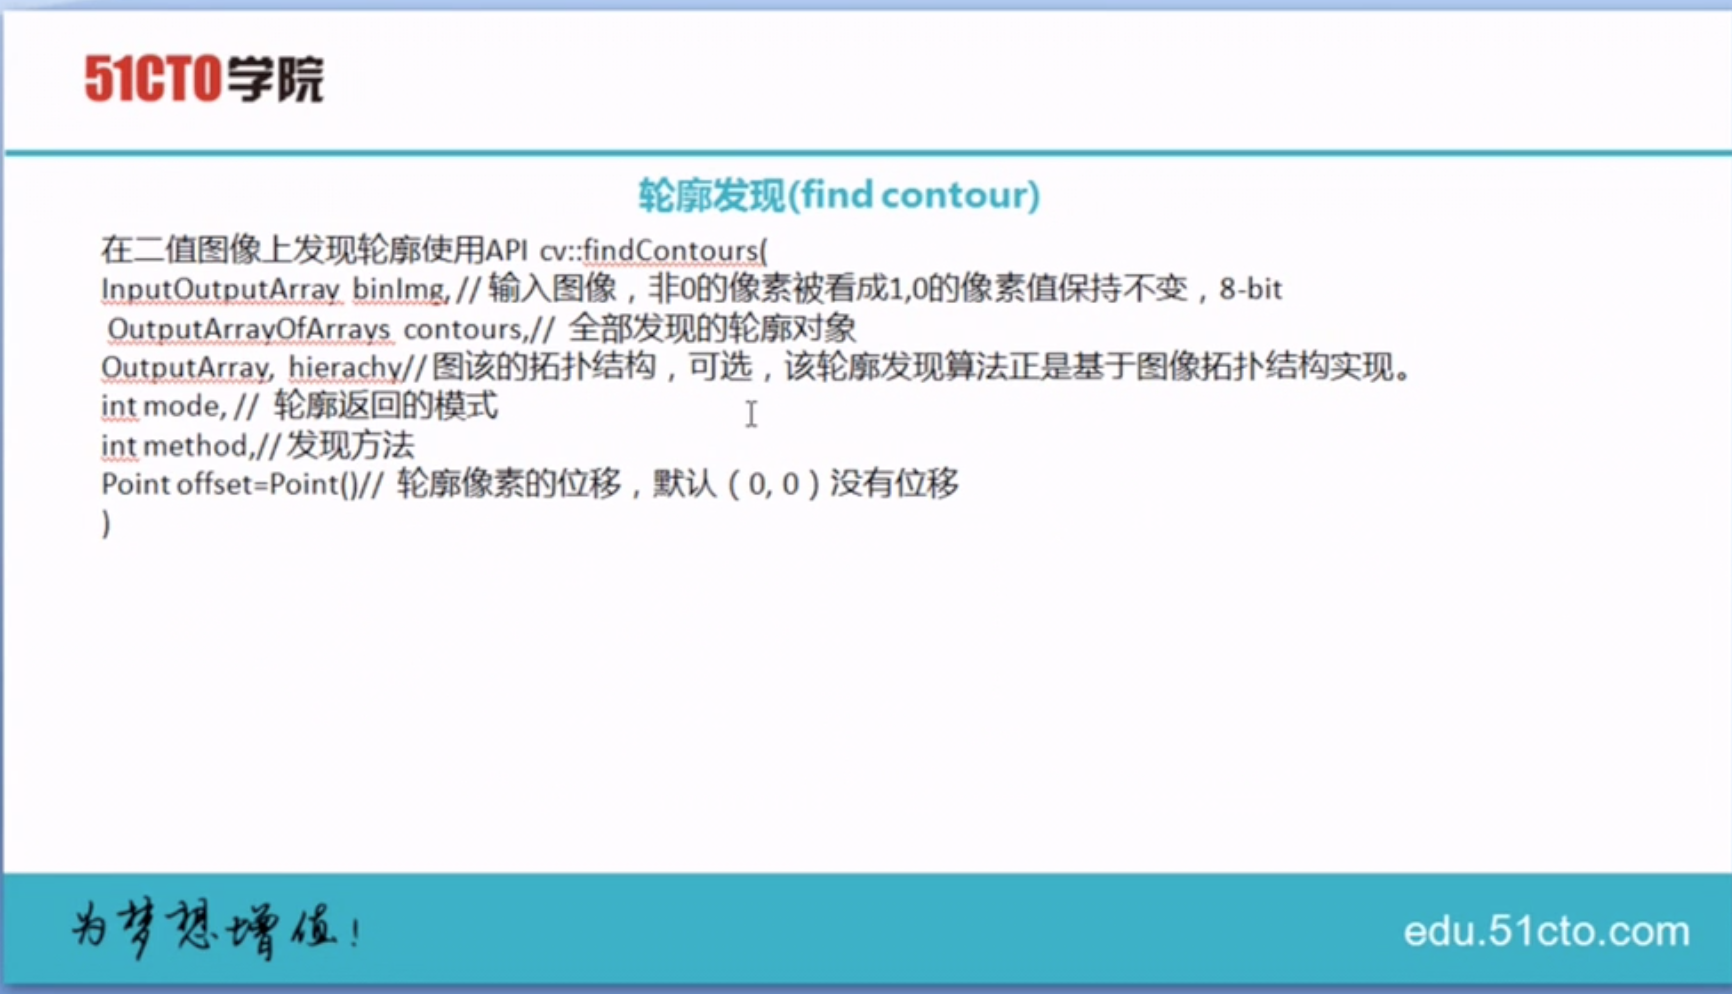 51CTO学院
轮廓发现(find contour)
在二值图像上发现轮廓使用API cv::findContours(
InputOutputArray binImg, // 输入图像，非0的像素被看成1,0的像素值保持不变，8-bit
OutputArrayOfArrays contours,// 全部发现的轮廓对象
OutputArray, hierachy// 图该的拓扑结构，可选，该轮廓发现算法正是基于图像拓扑结构实现。
int mode, // 轮廓返回的模式
int method,// 发现方法
Point offset=Point()// 轮廓像素的位移，默认（0, 0）没有位移
)
为梦想增值!
edu.51cto.com